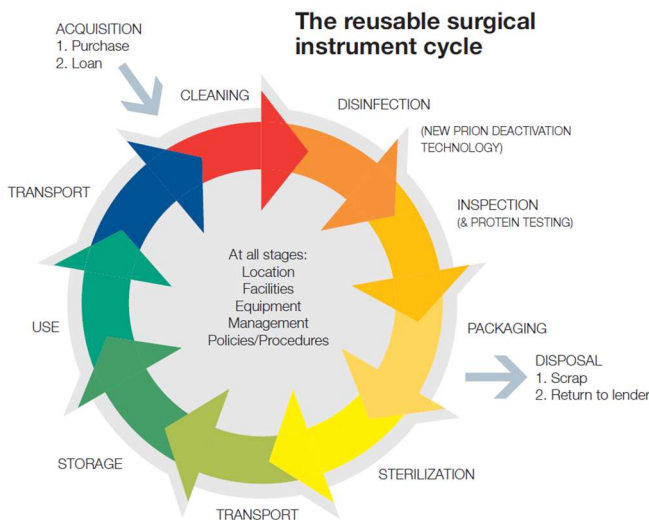 The reusable surgical
instrument cycle
ACQUISITION
1. Purchase
2. Loan
CLEANING
DISINFECTION
(NEW PRION DEACTIVATION
TECHNOLOGY)
INSPECTION
(& PROTEIN TESTING)
PACKAGING
DISPOSAL
1. Scrap
2. Return to lender
STERILIZATION
TRANSPORT
STORAGE
USE
TRANSPORT
At all stages:
Location
Facilities
Equipment
Management
Policies/Procedures